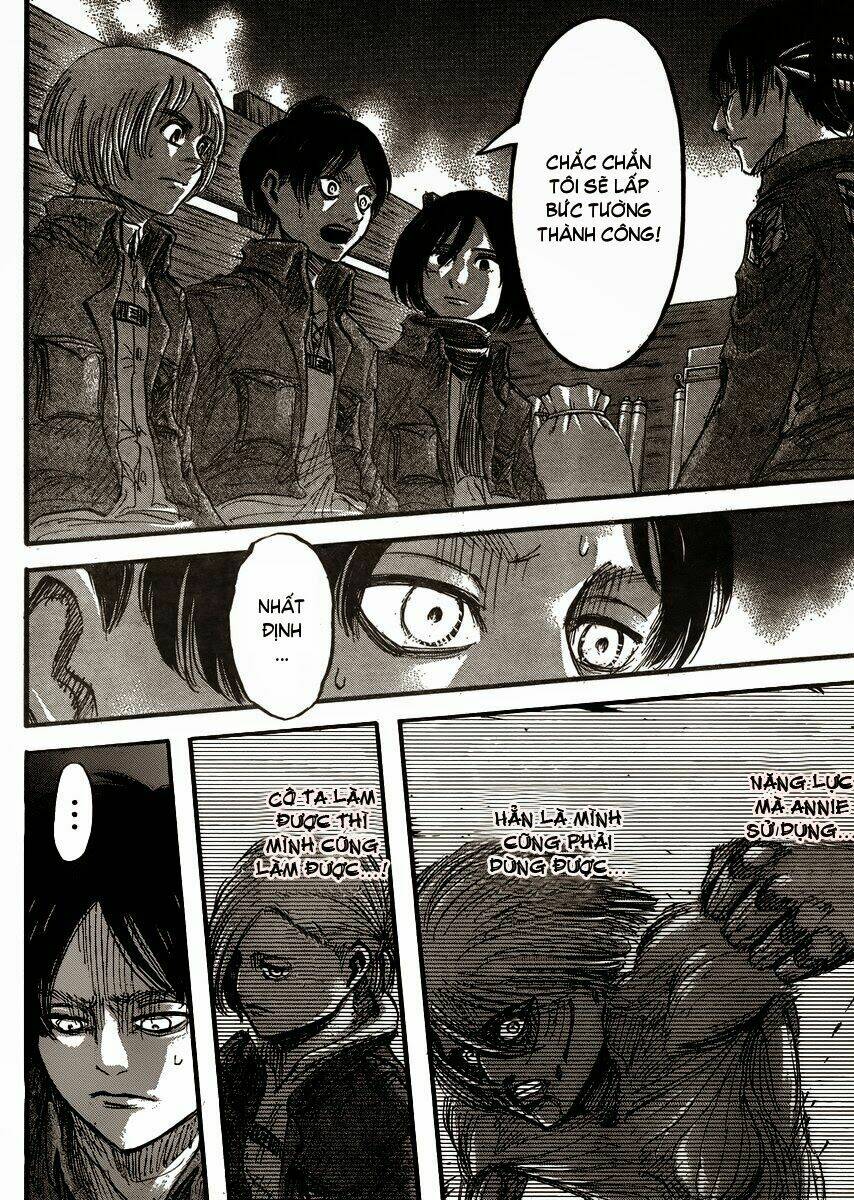 CHẮC CHẮN
TÔI SẼ LẤP
BỨC TƯỜNG
THÀNH CÔNG!
NHẤT
ĐỊNH
...
...
CÔ TA LÀM
ĐƯỢC THÌ
MÌNH CŨNG
LÀM ĐƯỢC...!
HẲN LÀ MÌNH
CŨNG PHẢI
DÙNG ĐƯỢC...
NĂNG LỰC
MÀ ANNIE
SỬ DỤNG...